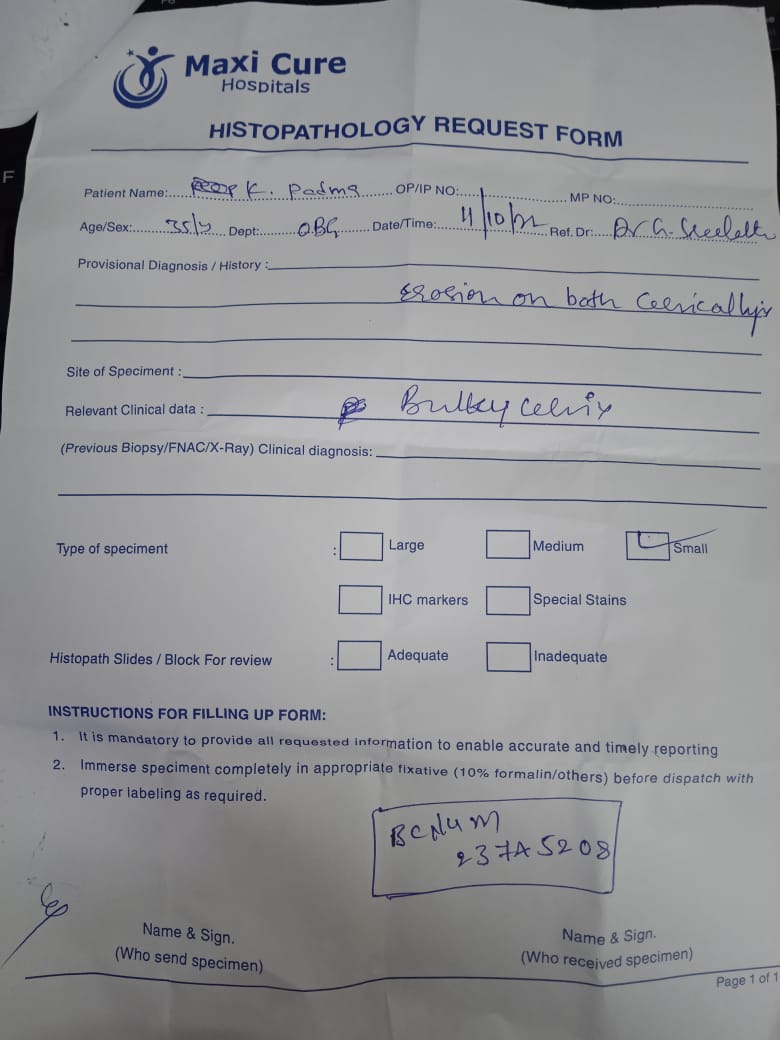 Maxi Cure
Hospitals
HISTOPATHOLOGY REQUEST FORM
Patient Name: K. Padma OP/IP NO: MP NO:
Age/Sex: 35/y Dept: OBG Date/Time: 11/10/22 Ref. Dr: Dr G.
Provisional Diagnosis / History :
Erosion on both
Site of Speciment :
Relevant Clinical data : Bulky cervix
(Previous Biopsy/FNAC/X-Ray) Clinical diagnosis:
Type of speciment : Large Medium Small
IHC markers Special Stains
Histopath Slides / Block For review : Adequate Inadequate
INSTRUCTIONS FOR FILLING UP FORM:
1. It is mandatory to provide all requested information to enable accurate and timely reporting
2. Immerse speciment completely in appropriate fixative (10% formalin/others) before dispatch with
proper labeling as required.
BCNUM
237A5208
Name & Sign. Name & Sign.
(Who send specimen) (Who received specimen)
Page 1 of 1